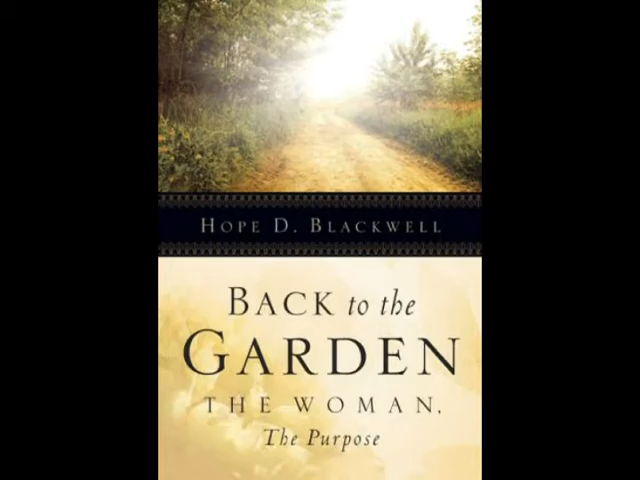 HOPE D. BLACKWELL
BACK to the
GARDEN
THE WOMAN,
The Purpose